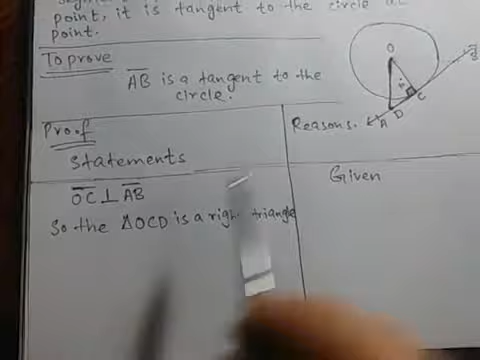 point, it is tangent to the circle at
point.
To prove
AB is a tangent to the
circle.
O
r
C
D
A
B
Proof
Reasons.
Statements
OC ⊥ AB
Given
So the ΔOCD is a right triangle